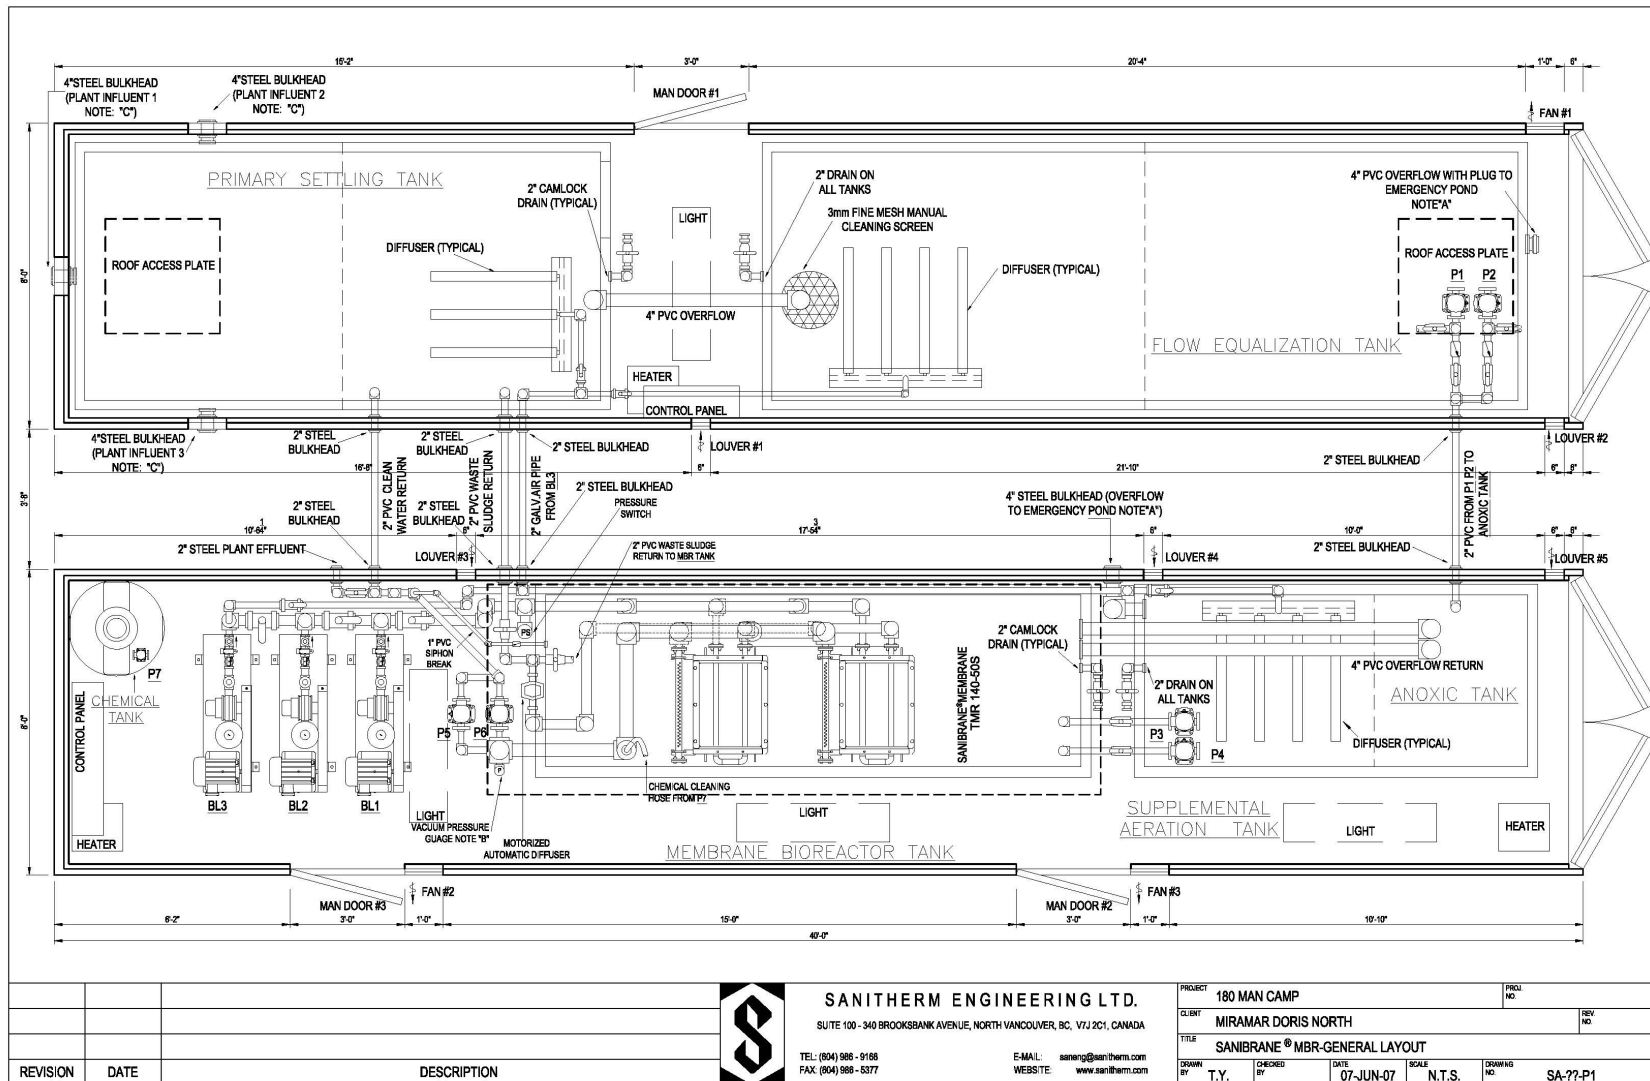 15'-2"
3'-0"
20'-4"
1'-0"
6"
4"STEEL BULKHEAD
(PLANT INFLUENT 1
NOTE: "C")
4"STEEL BULKHEAD
(PLANT INFLUENT 2
NOTE: "C")
MAN DOOR #1
FAN #1
PRIMARY SETTLING TANK
2" CAMLOCK
DRAIN (TYPICAL)
LIGHT
2" DRAIN ON
ALL TANKS
3mm FINE MESH MANUAL
CLEANING SCREEN
4" PVC OVERFLOW WITH PLUG TO
EMERGENCY POND
NOTE"A"
ROOF ACCESS PLATE
DIFFUSER (TYPICAL)
DIFFUSER (TYPICAL)
ROOF ACCESS PLATE
P1
P2
8'-0"
4" PVC OVERFLOW
FLOW EQUALIZATION TANK
HEATER
CONTROL PANEL
4"STEEL BULKHEAD
(PLANT INFLUENT 3
NOTE: "C")
2" STEEL
BULKHEAD
2" STEEL
BULKHEAD
2" STEEL BULKHEAD
LOUVER #1
2" STEEL BULKHEAD
LOUVER #2
16'-8"
6"
21'-10"
6"
6"
3'-8"
2" PVC CLEAN
WATER RETURN
2" PVC WASTE
SLUDGE RETURN
2" GALV.AIR PIPE
FROM BL3
2" PVC FROM P1 P2 TO
ANOXIC TANK
2" STEEL
BULKHEAD
2" STEEL
BULKHEAD
2" STEEL BULKHEAD
PRESSURE
SWITCH
4" STEEL BULKHEAD (OVERFLOW
TO EMERGENCY POND NOTE"A")
6"
6"
10'-0"
6"
6"
2" STEEL PLANT EFFLUENT
LOUVER #3
2" PVC WASTE SLUDGE
RETURN TO MBR TANK
LOUVER #4
2" STEEL BULKHEAD
LOUVER #5
8'-0"
P7
CHEMICAL
TANK
CONTROL PANEL
1" PVC
SIPHON
BREAK
PS
P5
P6
P
SANIBRANE®MEMBRANE
TMR 140-50S
2" CAMLOCK
DRAIN (TYPICAL)
2" DRAIN ON
ALL TANKS
4" PVC OVERFLOW RETURN
ANOXIC TANK
P3
P4
DIFFUSER (TYPICAL)
BL3
BL2
BL1
LIGHT
CHEMICAL CLEANING
HOSE FROM P7
LIGHT
SUPPLEMENTAL
AERATION TANK
LIGHT
HEATER
HEATER
VACUUM PRESSURE
GUAGE NOTE "B"
MOTORIZED
AUTOMATIC DIFFUSER
MEMBRANE BIOREACTOR TANK
MAN DOOR #3
FAN #2
MAN DOOR #2
FAN #3
6'-2"
3'-0"
1'-0"
15'-0"
3'-0"
1'-0"
10'-10"
40'-0"
REVISION
DATE
DESCRIPTION
SANITHERM ENGINEERING LTD.
SUITE 100 - 340 BROOKSBANK AVENUE, NORTH VANCOUVER, BC, V7J 2C1, CANADA
TEL: (604) 986 - 9168
FAX: (604) 986 - 5377
E-MAIL: saneng@sanitherm.com
WEBSITE: www.sanitherm.com
PROJECT 180 MAN CAMP
PROJ. NO.
CLIENT MIRAMAR DORIS NORTH
REV. NO.
TITLE SANIBRANE ® MBR-GENERAL LAYOUT
DRAWN BY T.Y.
CHECKED BY
DATE 07-JUN-07
SCALE N.T.S.
DRAWING NO. SA-??-P1